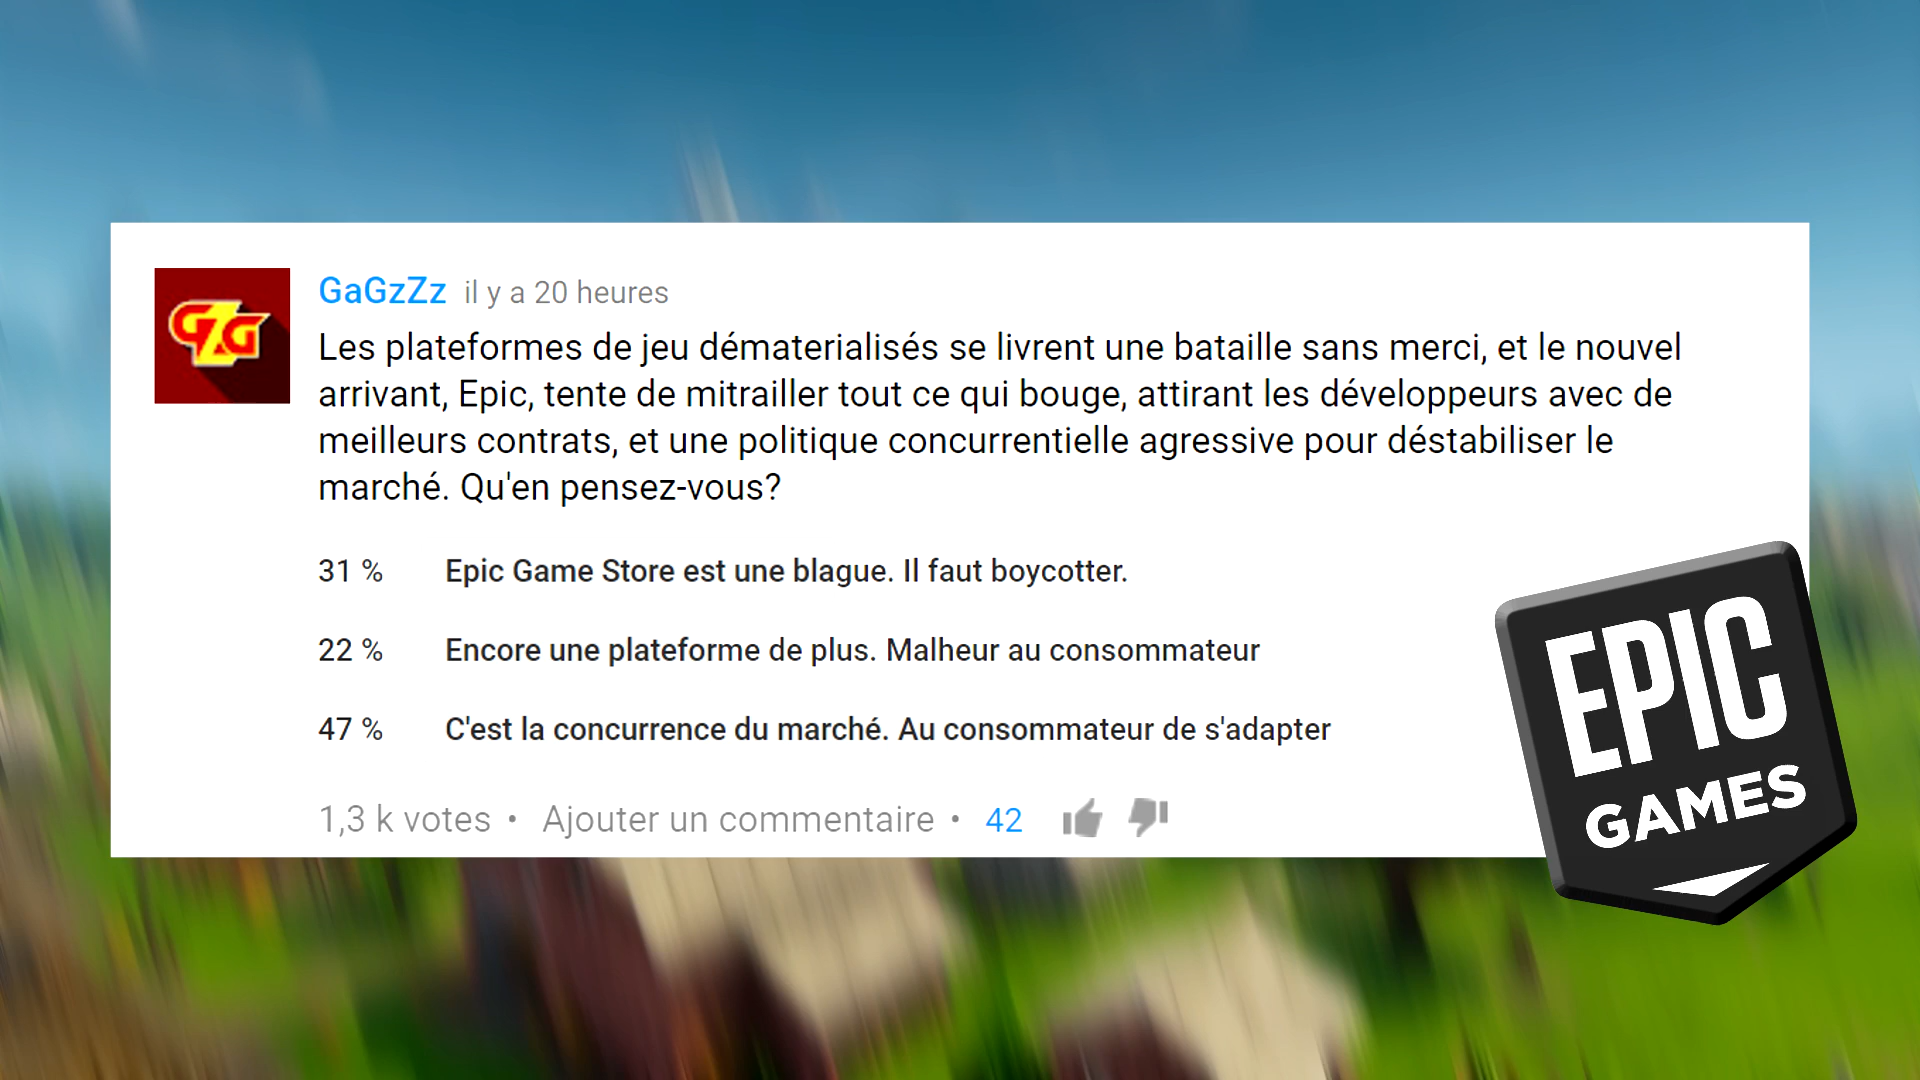 GZG
GaGzZz il y a 20 heures
Les plateformes de jeu dématerialisés se livrent une bataille sans merci, et le nouvel
arrivant, Epic, tente de mitrailler tout ce qui bouge, attirant les développeurs avec de
meilleurs contrats, et une politique concurrentielle agressive pour déstabiliser le
marché. Qu'en pensez-vous?
31 % Epic Game Store est une blague. Il faut boycotter.
22 % Encore une plateforme de plus. Malheur au consommateur
47 % C'est la concurrence du marché. Au consommateur de s'adapter
1,3 k votes • Ajouter un commentaire • 42
EPIC
GAMES